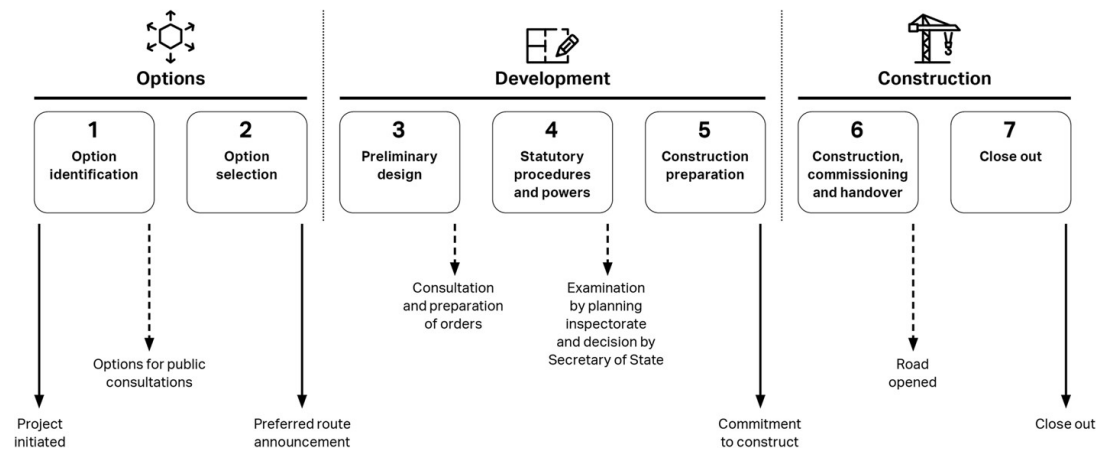 Options
Development
Construction
1
Option
identification
2
Option
selection
3
Preliminary
design
4
Statutory
procedures
and powers
5
Construction
preparation
6
Construction,
commissioning
and handover
7
Close out
Project
initiated
Options for public
consultations
Preferred route
announcement
Consultation
and preparation
of orders
Examination
by planning
inspectorate
and decision by
Secretary of State
Commitment
to construct
Road
opened
Close out